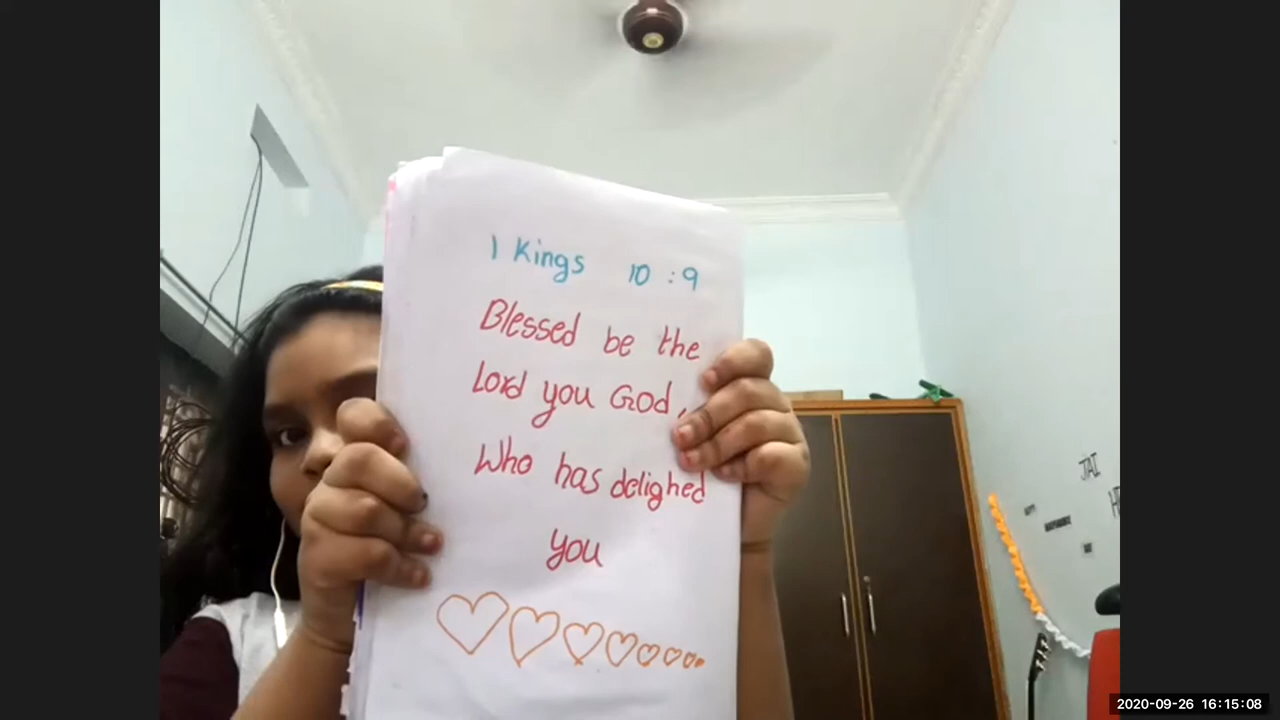 1 Kings 10 : 9
Blessed be the
Lord you God,
Who has delighed
you
JAI
2020-09-26 16:15:08